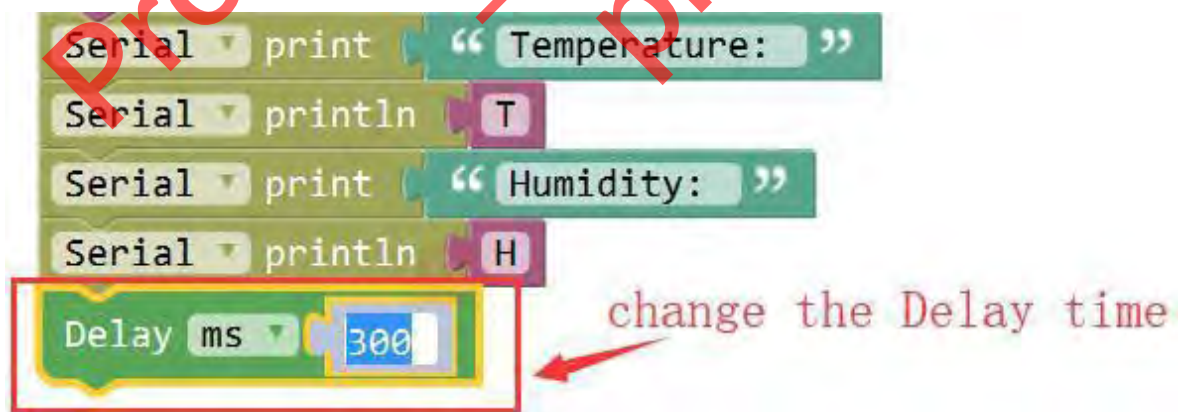 Serial print “ Temperature: ”
Serial println T
Serial print “ Humidity: ”
Serial println H
Delay ms 300
change the Delay time